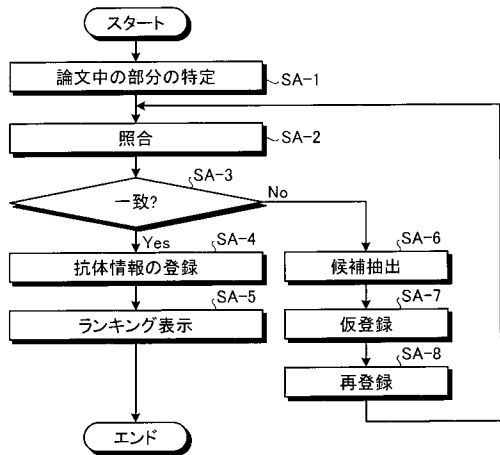 スタート
論文中の部分の特定
SA-1
照合
SA-2
SA-3
一致?
No
Yes
SA-4
抗体情報の登録
SA-6
候補抽出
SA-5
ランキング表示
SA-7
仮登録
SA-8
再登録
エンド